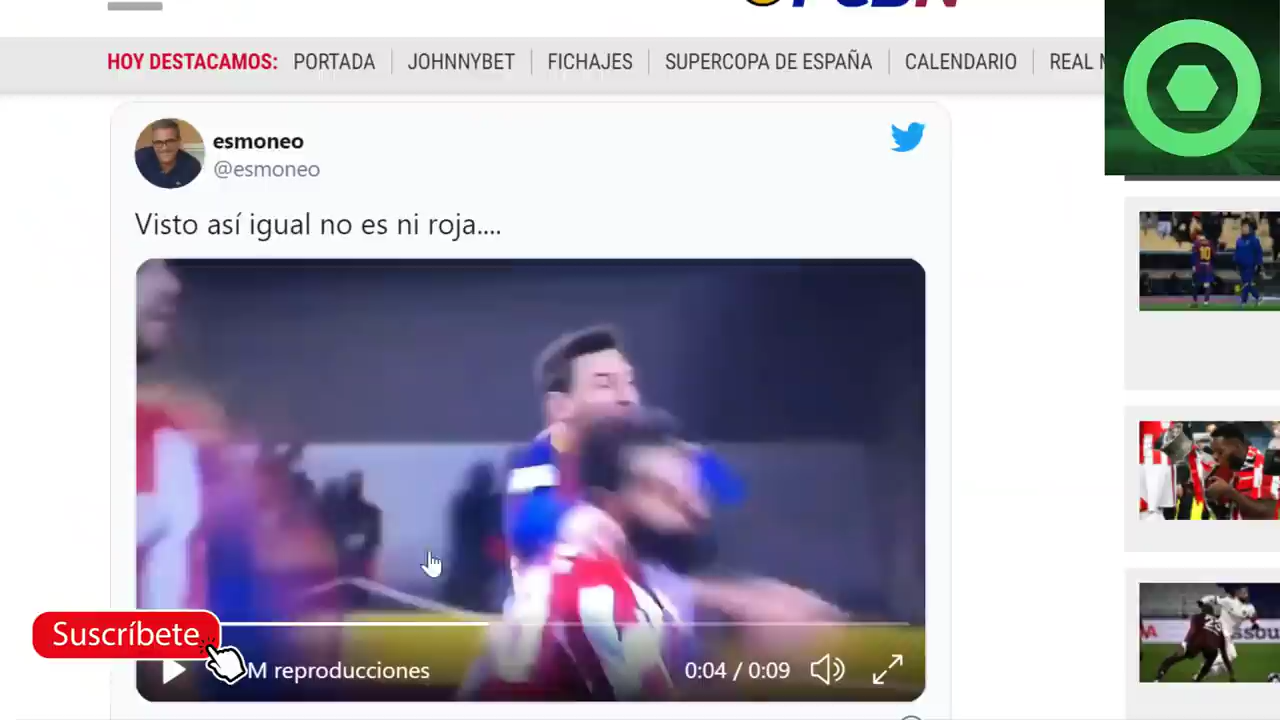 HOY DESTACAMOS: PORTADA JOHNNYBET FICHAJES SUPERCOPA DE ESPAÑA CALENDARIO REAL
esmoneo
@esmoneo
Visto así igual no es ni roja....
10
Suscríbete
M reproducciones 0:04 / 0:09